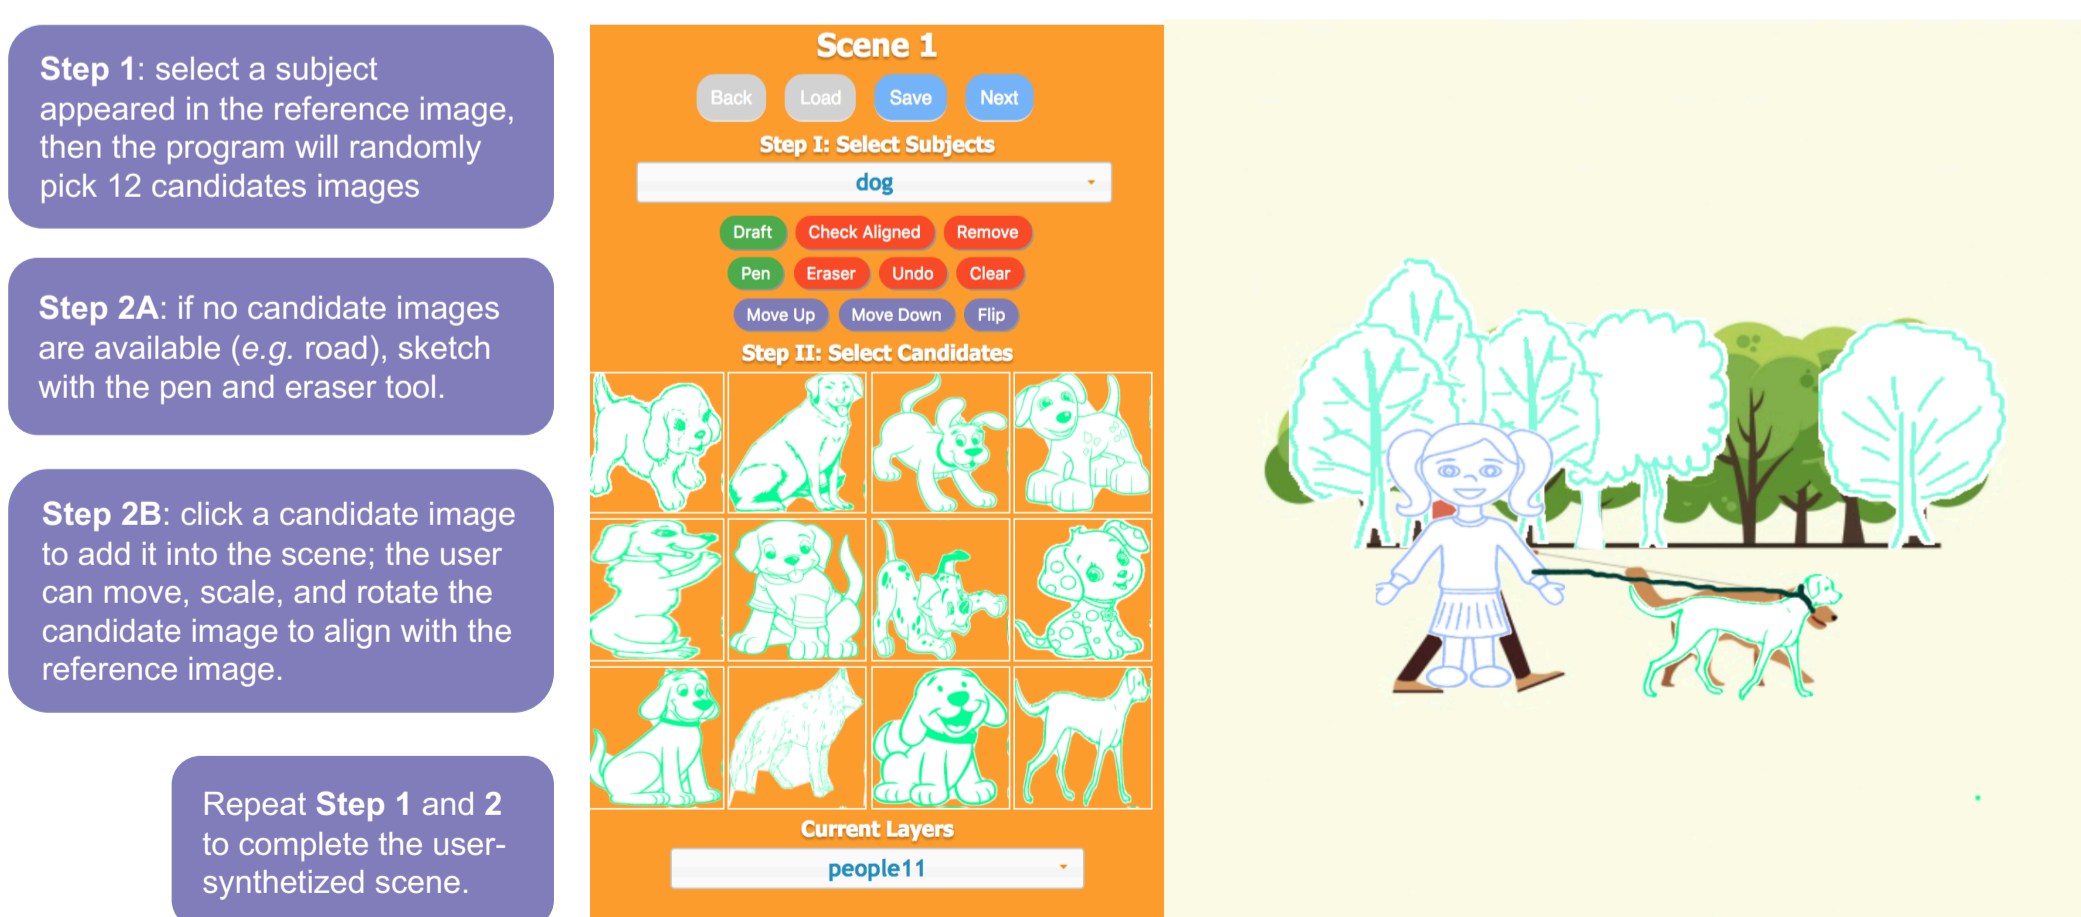 Step 1: select a subject
appeared in the reference image,
then the program will randomly
pick 12 candidates images
Step 2A: if no candidate images
are available (e.g. road), sketch
with the pen and eraser tool.
Step 2B: click a candidate image
to add it into the scene; the user
can move, scale, and rotate the
candidate image to align with the
reference image.
Repeat Step 1 and 2
to complete the user-
synthetized scene.
Scene 1
Back Load Save Next
Step I: Select Subjects
dog
Draft Check Aligned Remove
Pen Eraser Undo Clear
Move Up Move Down Flip
Step II: Select Candidates
Current Layers
people11